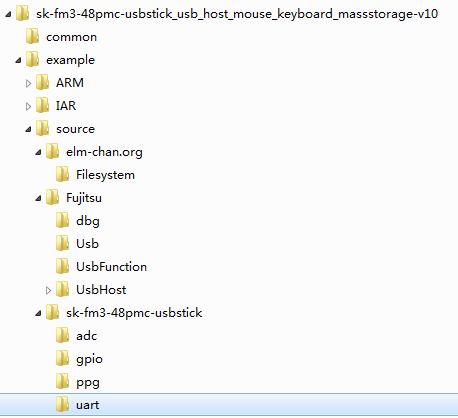 sk-fm3-48pmc-usbstick_usb_host_mouse_keyboard_massstorage-v10
common
example
ARM
IAR
source
elm-chan.org
Filesystem
Fujitsu
dbg
Usb
UsbFunction
UsbHost
sk-fm3-48pmc-usbstick
adc
gpio
ppg
uart